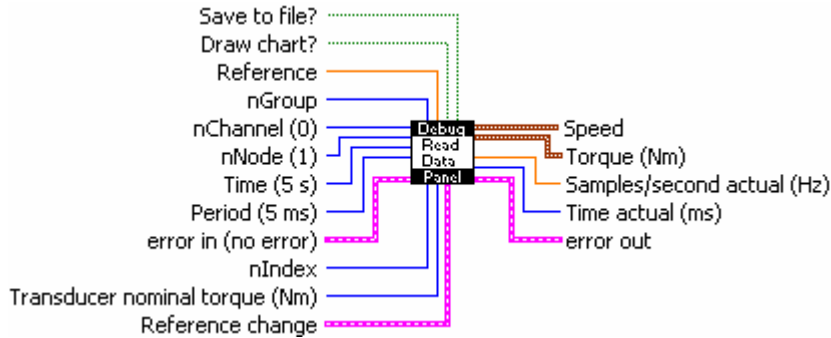 Save to file?
Draw chart?
Reference
nGroup
nChannel (0)
nNode (1)
Time (5 s)
Period (5 ms)
error in (no error)
nIndex
Transducer nominal torque (Nm)
Reference change
Debug
Read
Data
Panel
Speed
Torque (Nm)
Samples/second actual (Hz)
Time actual (ms)
error out